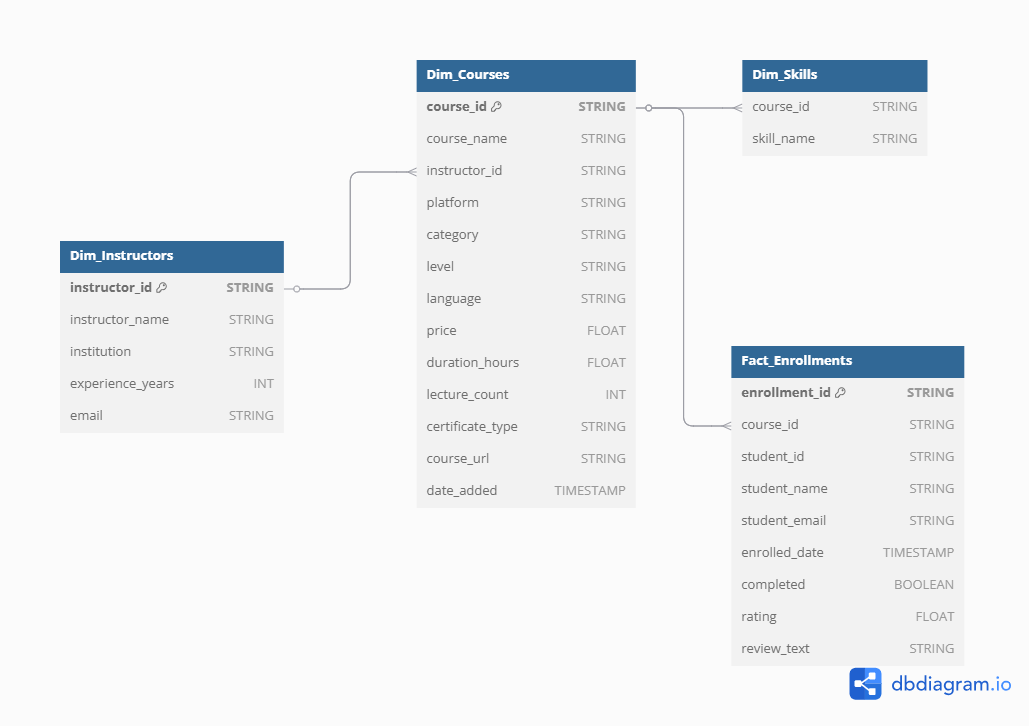 Dim_Courses
course_id STRING
course_name STRING
instructor_id STRING
platform STRING
category STRING
level STRING
language STRING
price FLOAT
duration_hours FLOAT
lecture_count INT
certificate_type STRING
course_url STRING
date_added TIMESTAMP
Dim_Skills
course_id STRING
skill_name STRING
Dim_Instructors
instructor_id STRING
instructor_name STRING
institution STRING
experience_years INT
email STRING
Fact_Enrollments
enrollment_id STRING
course_id STRING
student_id STRING
student_name STRING
student_email STRING
enrolled_date TIMESTAMP
completed BOOLEAN
rating FLOAT
review_text STRING
dbdiagram.io